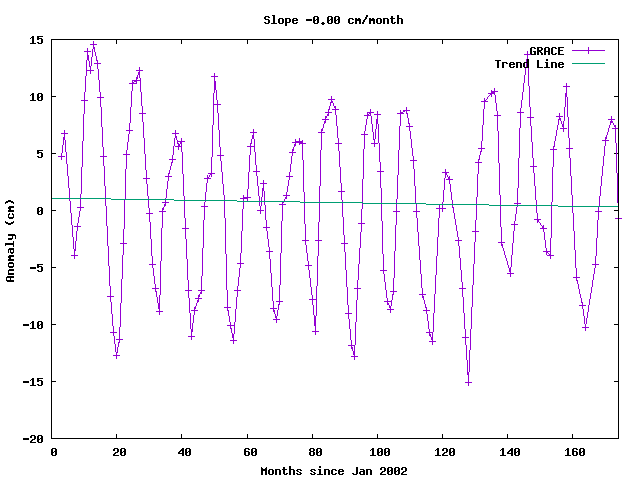 Slope -0.00 cm/month
GRACE
Trend Line
15
10
5
0
-5
-10
-15
-20
Anomaly (cm)
0 20 40 60 80 100 120 140 160
Months since Jan 2002